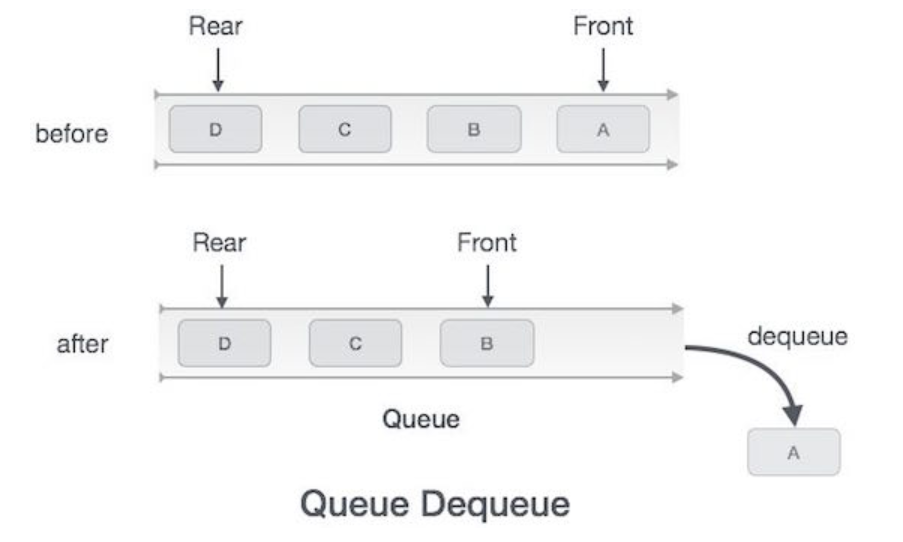 Rear Front
before D C B A
Rear Front
after D C B
dequeue
Queue
A
Queue Dequeue